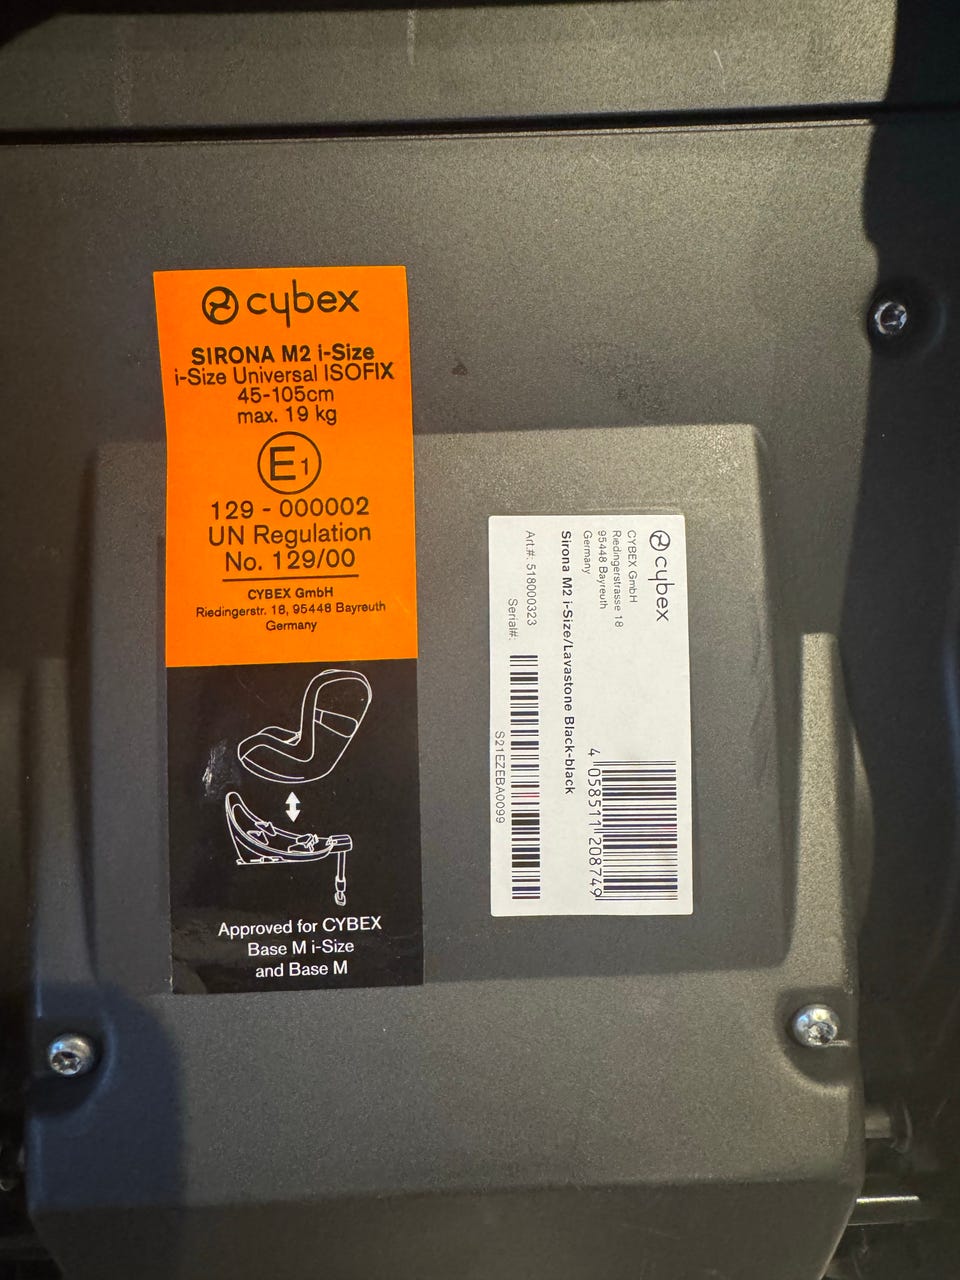 cybex
SIRONA M2 i-Size
i-Size Universal ISOFIX
45-105cm
max. 19 kg
E1
129 - 000002
UN Regulation
No. 129/00
CYBEX GmbH
Riedingerstr. 18, 95448 Bayreuth
Germany
Approved for CYBEX
Base M i-Size
and Base M
cybex
CYBEX GmbH
Riedingerstrasse 18
95448 Bayreuth
Germany
Sirona M2 i-Size/Lavastone Black-black
Art.#: 518000323
Serial#:
S21EZEBA0099
4 058511 208749